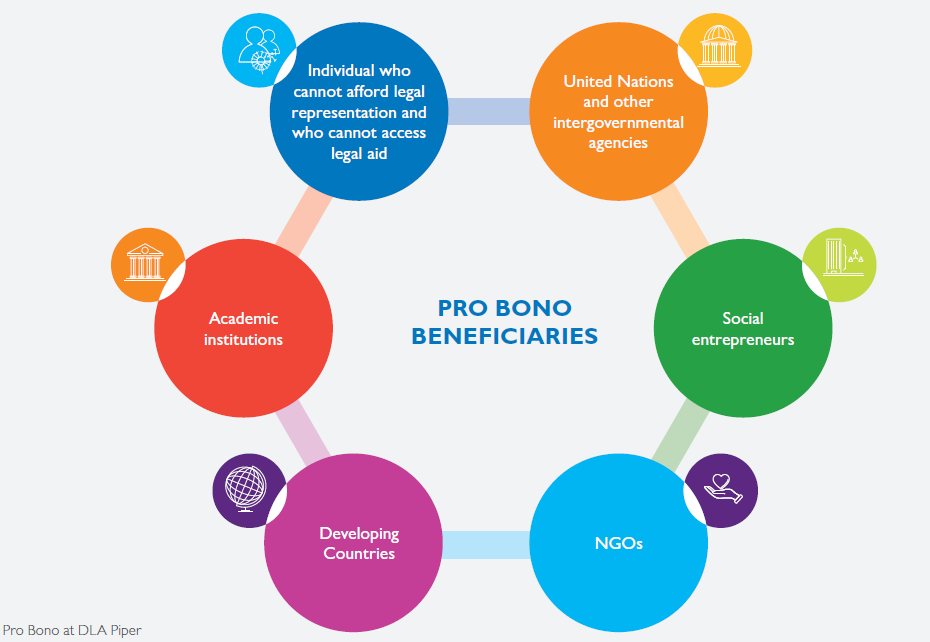 Individual who
cannot afford legal
representation and
who cannot access
legal aid
United Nations
and other
intergovernmental
agencies
Academic
institutions
PRO BONO
BENEFICIARIES
Social
entrepreneurs
Developing
Countries
NGOs
Pro Bono at DLA Piper